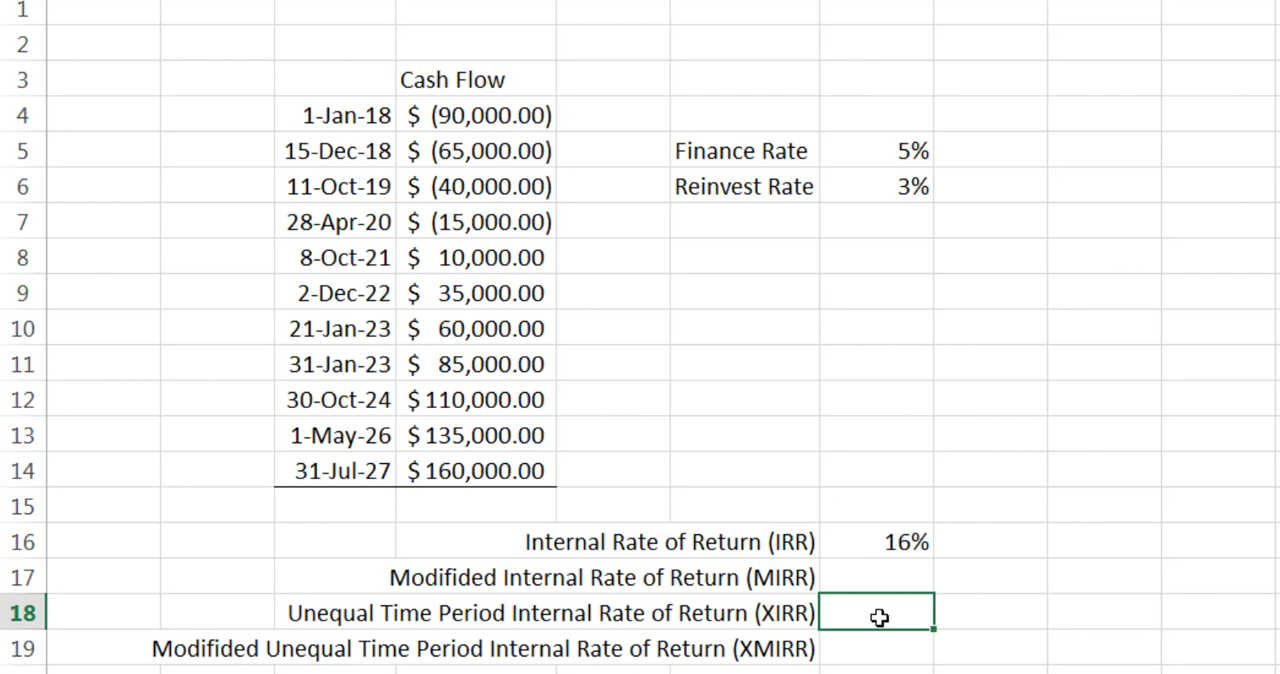 1
2
3 Cash Flow
4 1-Jan-18 $ (90,000.00)
5 15-Dec-18 $ (65,000.00) Finance Rate 5%
6 11-Oct-19 $ (40,000.00) Reinvest Rate 3%
7 28-Apr-20 $ (15,000.00)
8 8-Oct-21 $ 10,000.00
9 2-Dec-22 $ 35,000.00
10 21-Jan-23 $ 60,000.00
11 31-Jan-23 $ 85,000.00
12 30-Oct-24 $ 110,000.00
13 1-May-26 $ 135,000.00
14 31-Jul-27 $ 160,000.00
15
16 Internal Rate of Return (IRR) 16%
17 Modifided Internal Rate of Return (MIRR)
18 Unequal Time Period Internal Rate of Return (XIRR)
19 Modifided Unequal Time Period Internal Rate of Return (XMIRR)